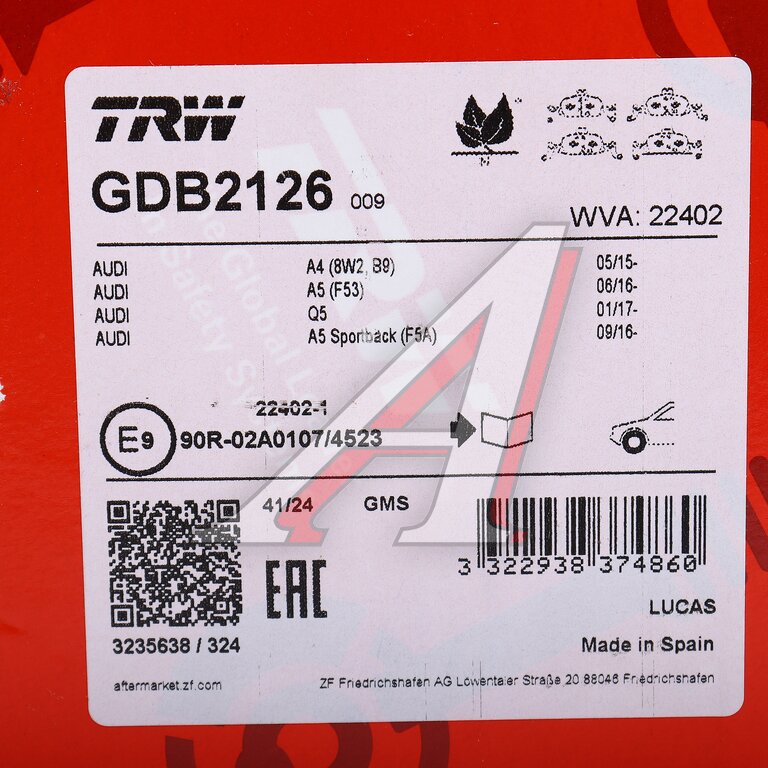 TRW
GDB2126 009
WVA: 22402
AUDI A4 (8W2, B9) 05/15-
AUDI A5 (F53) 06/16-
AUDI Q5 01/17-
AUDI A5 Sportback (F5A) 09/16-
22402-1
E9 90R-02A0107/4523
41/24 GMS
3 322938 374860
EAC
LUCAS
3235638 / 324
Made in Spain
aftermarket.zf.com
ZF Friedrichshafen AG Löwentaler Straße 20 88046 Friedrichshafen